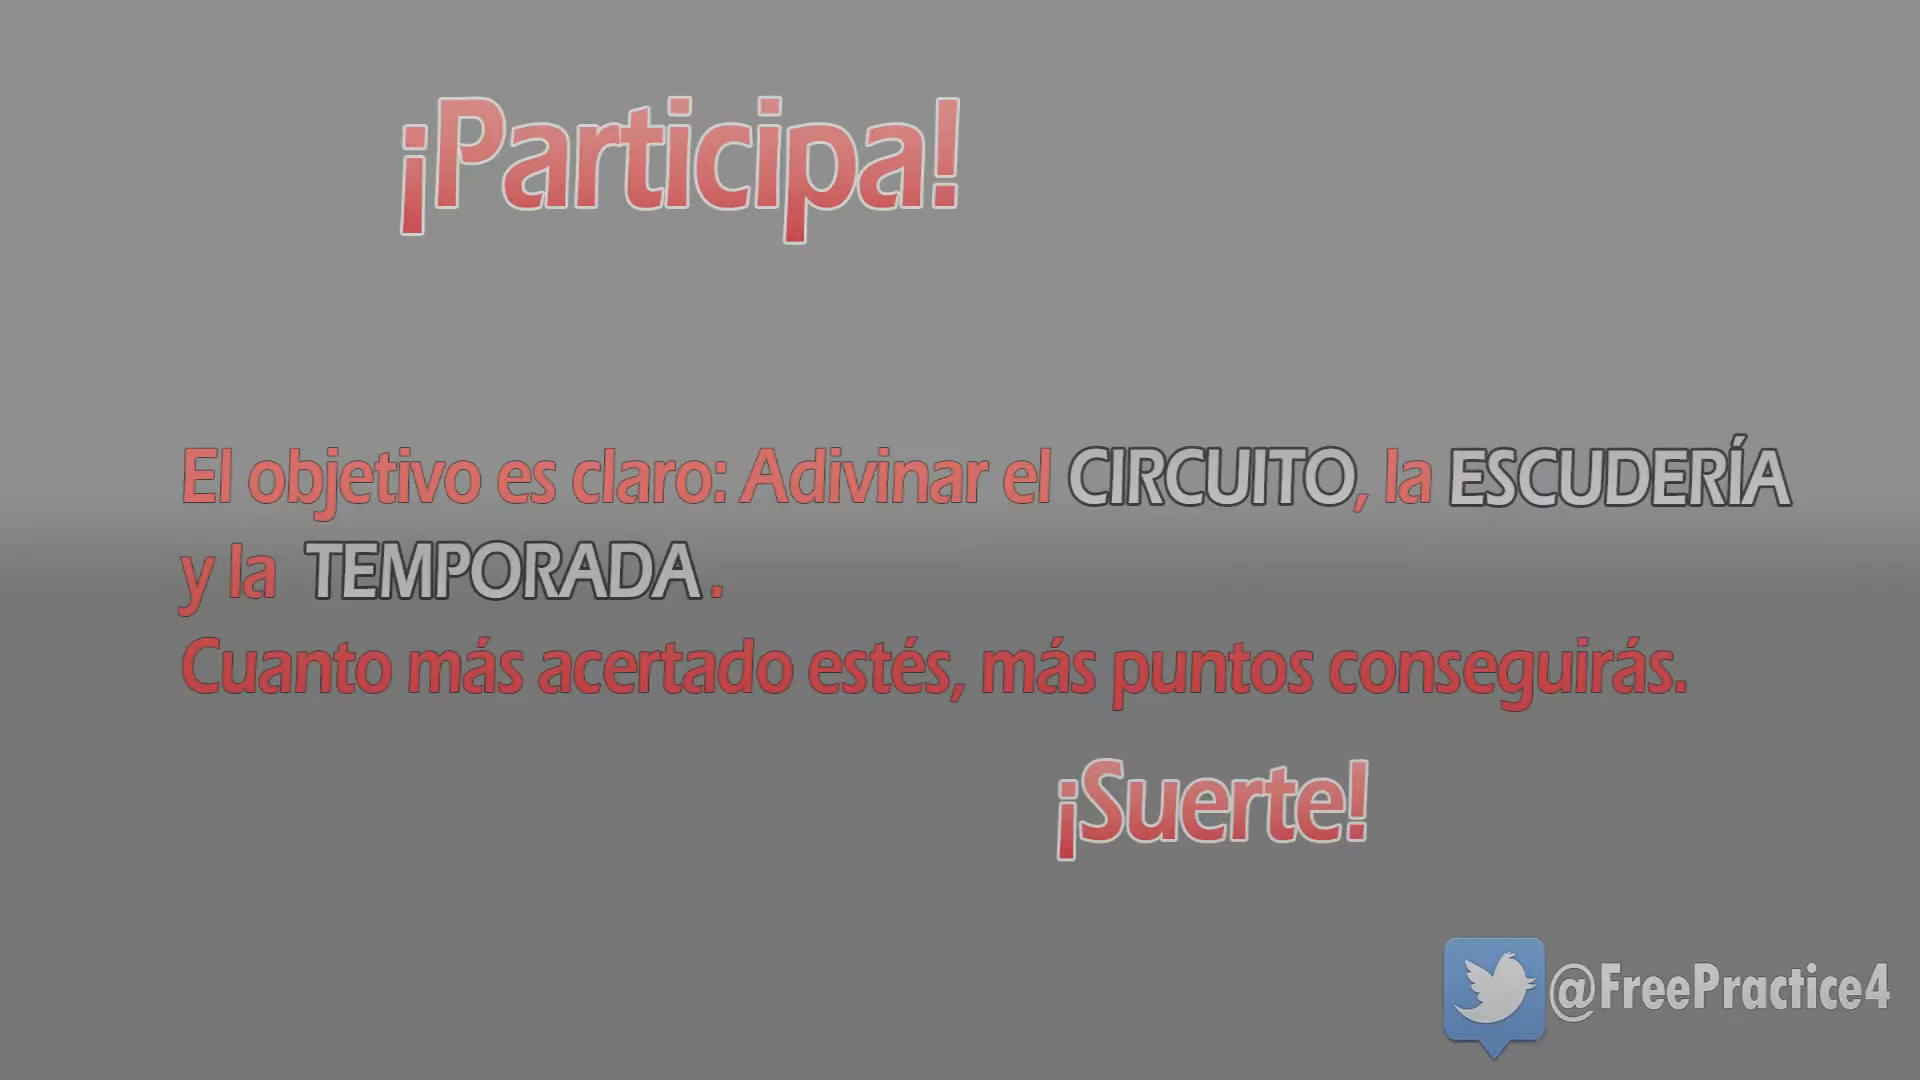 ¡Participa!
El objetivo es claro: Adivinar el CIRCUITO, la ESCUDERÍA
y la TEMPORADA.
Cuanto más acertado estés, más puntos conseguirás.
¡Suerte!
@FreePractice4